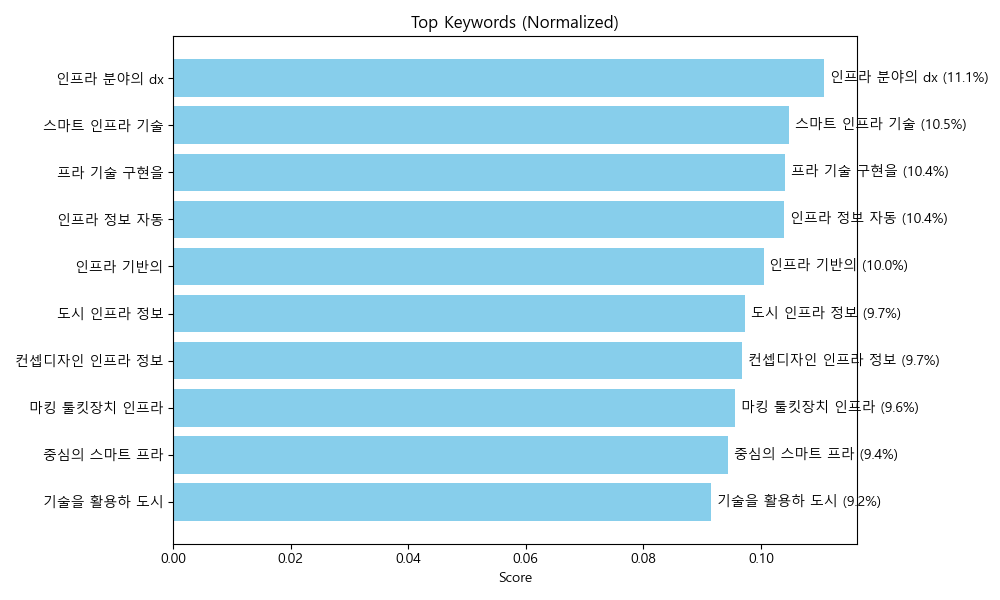 Top Keywords (Normalized)
인프라 분야의 dx
인프라 분야의 dx (11.1%)
스마트 인프라 기술
스마트 인프라 기술 (10.5%)
프라 기술 구현을
프라 기술 구현을 (10.4%)
인프라 정보 자동
인프라 정보 자동 (10.4%)
인프라 기반의
인프라 기반의 (10.0%)
도시 인프라 정보
도시 인프라 정보 (9.7%)
컨셉디자인 인프라 정보
컨셉디자인 인프라 정보 (9.7%)
마킹 툴킷장치 인프라
마킹 툴킷장치 인프라 (9.6%)
중심의 스마트 프라
중심의 스마트 프라 (9.4%)
기술을 활용하 도시
기술을 활용하 도시 (9.2%)
0.00 0.02 0.04 0.06 0.08 0.10
Score